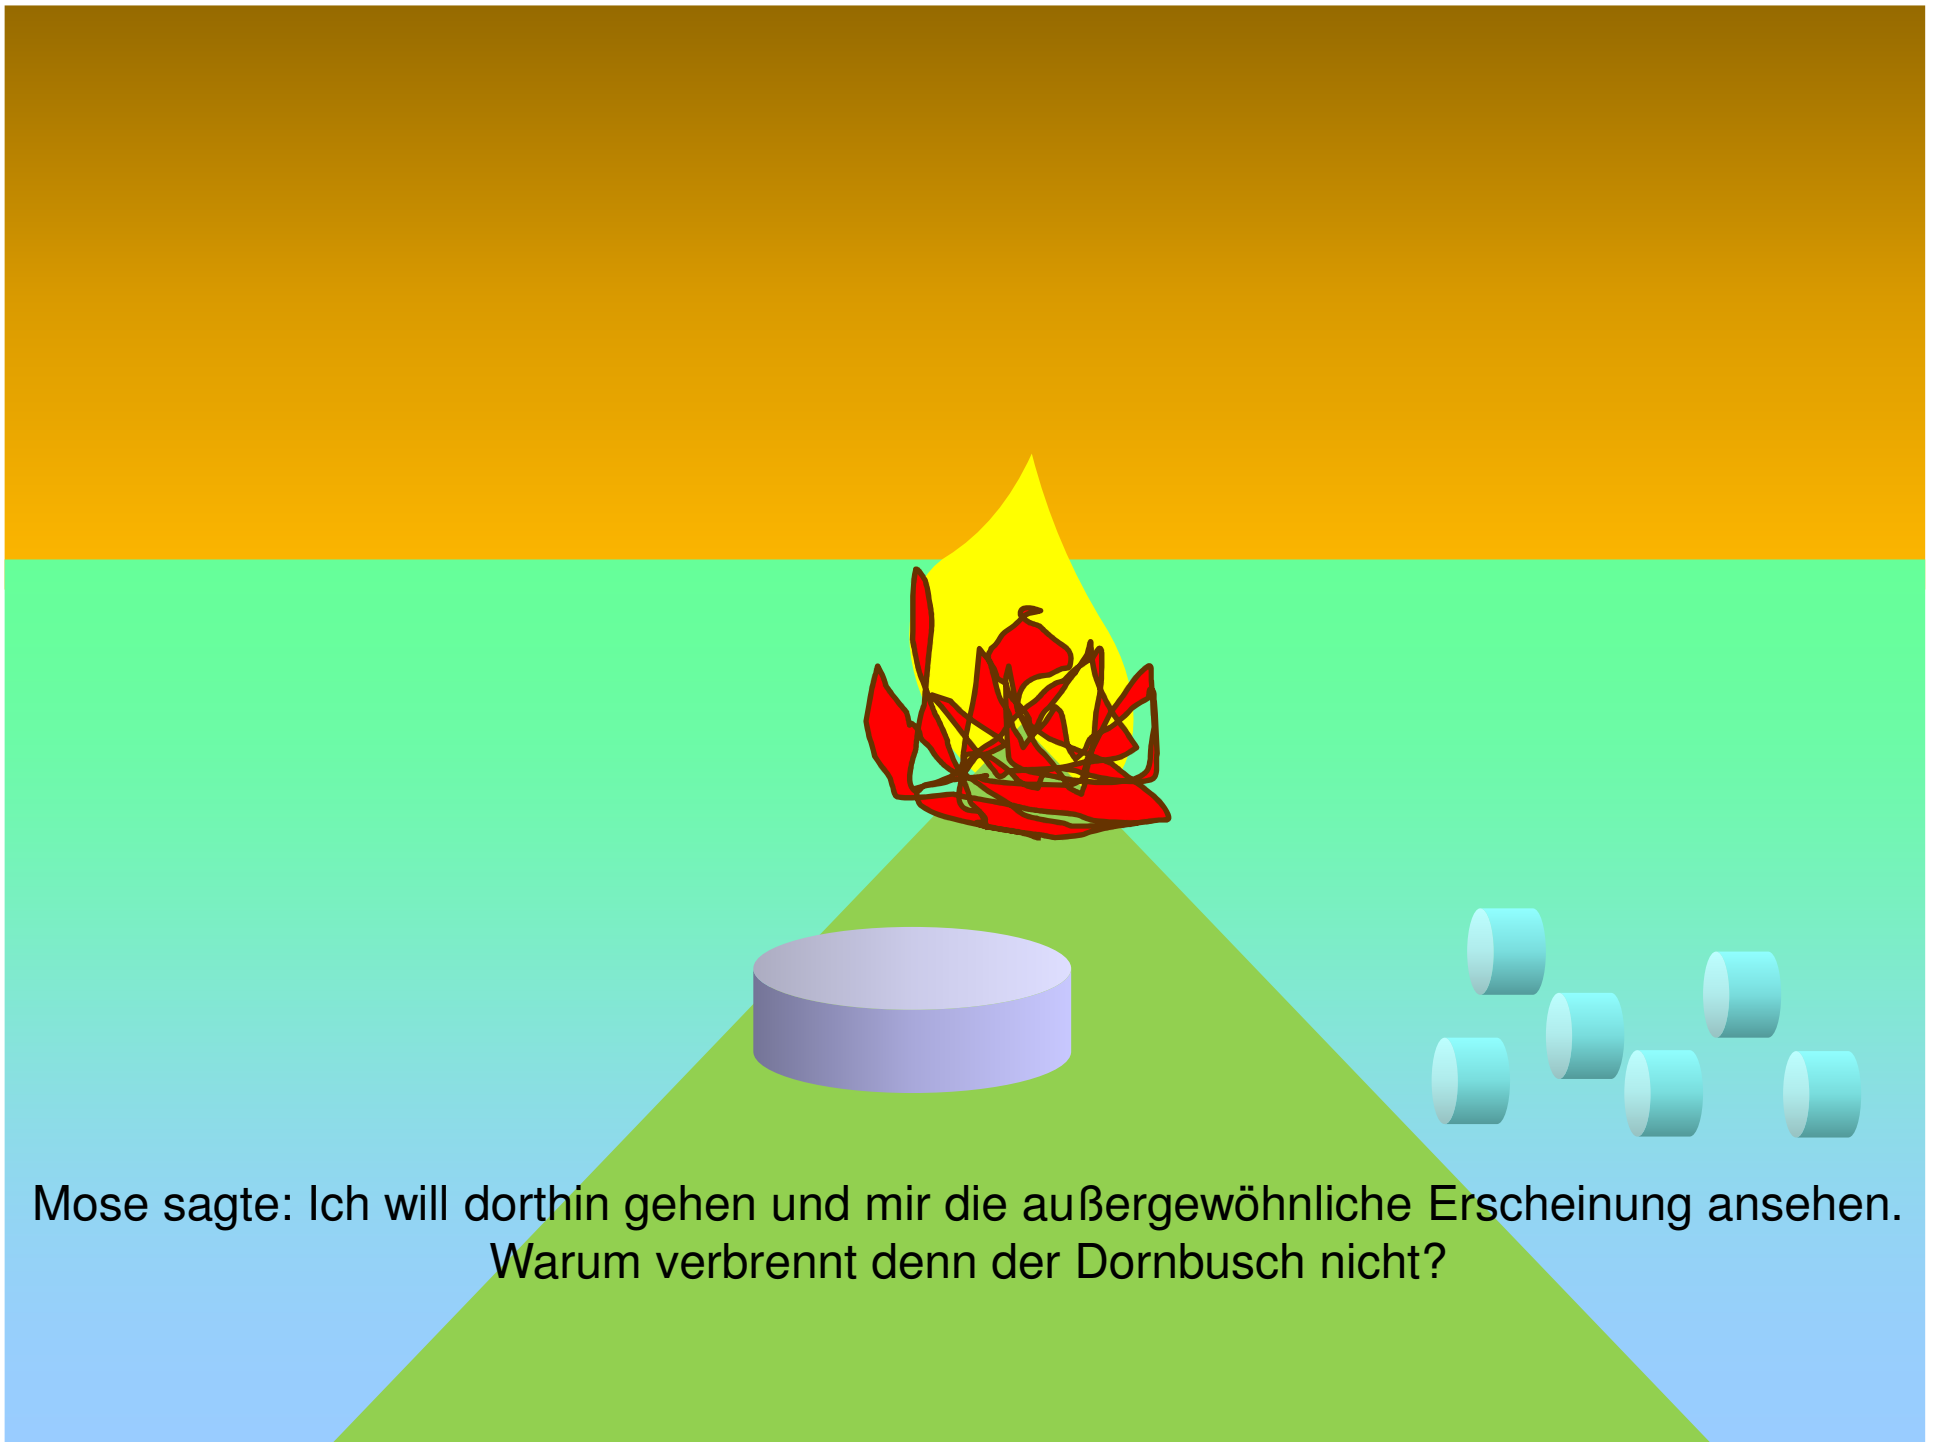 Mose sagte: Ich will dorthin gehen und mir die außergewöhnliche Erscheinung ansehen.
Warum verbrennt denn der Dornbusch nicht?